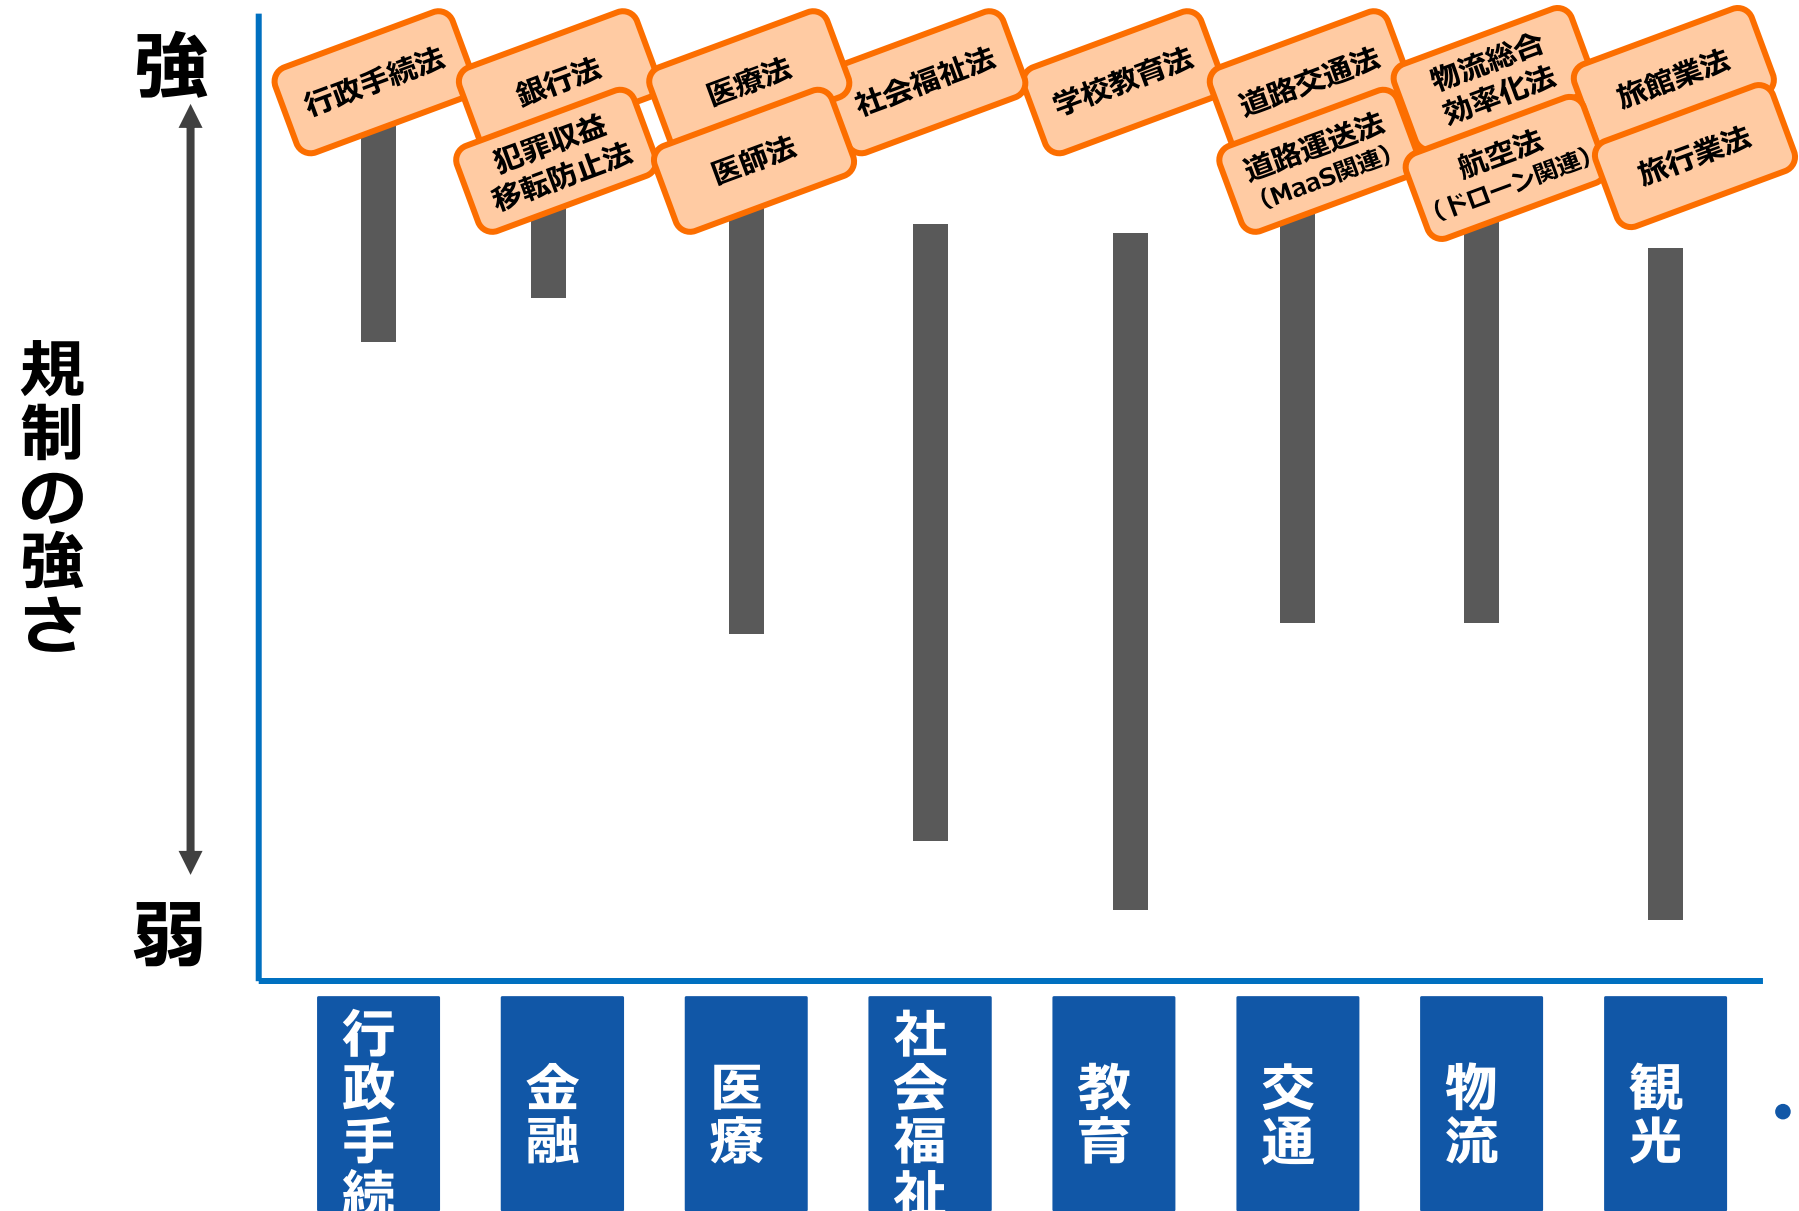 強
規制の強さ
弱
行政手続法
銀行法
犯罪収益
移転防止法
医療法
医師法
社会福祉法
学校教育法
道路交通法
道路運送法
（MaaS関連）
物流総合
効率化法
航空法
（ドローン関連）
旅館業法
旅行業法
行政手続
金融
医療
社会福祉
教育
交通
物流
観光